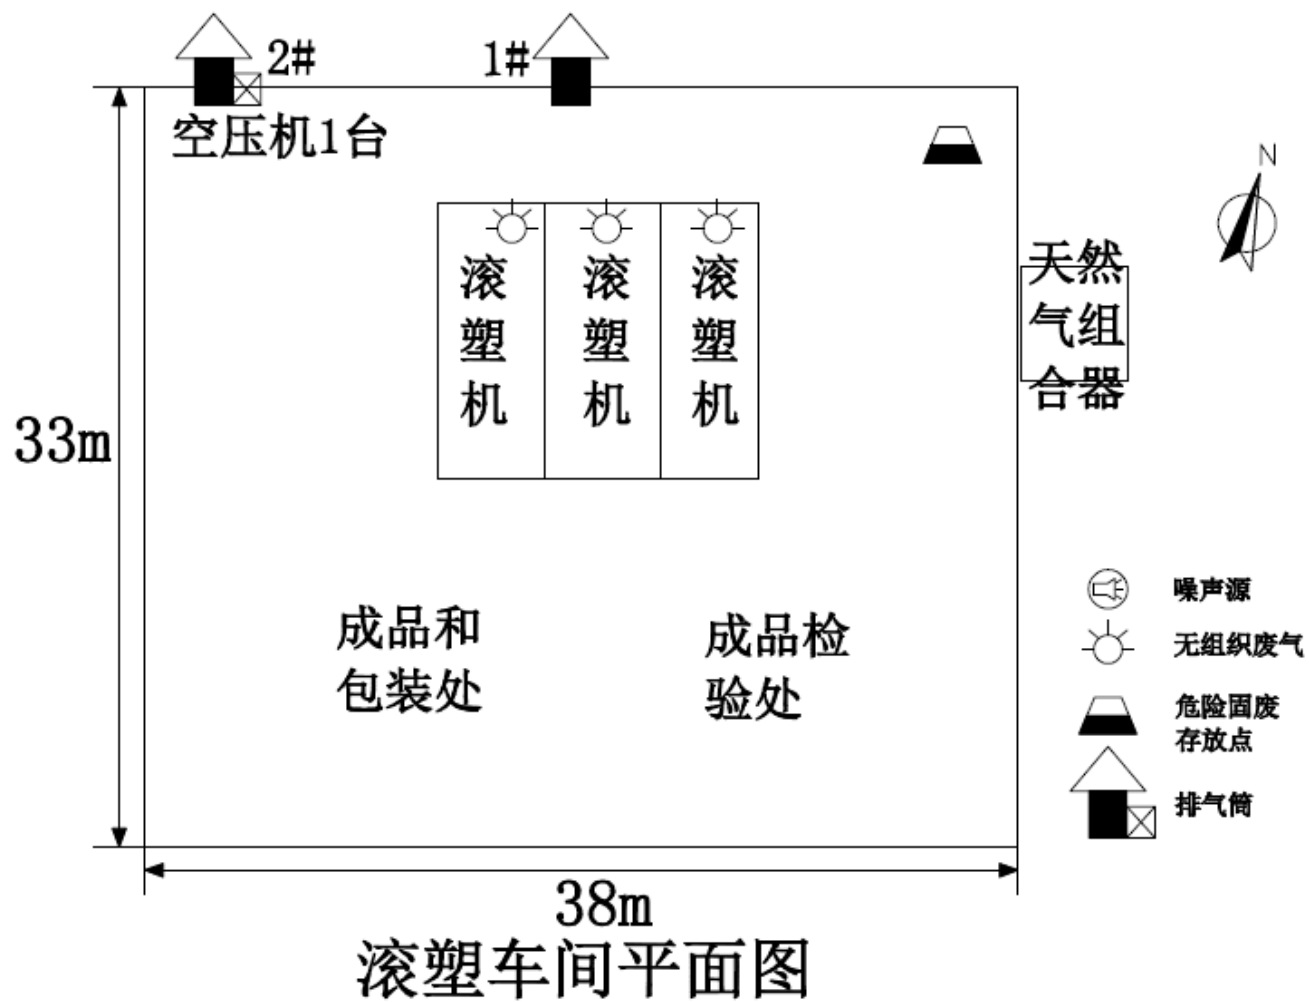 2#
1#
空压机1台
N
滚塑机
滚塑机
滚塑机
天然
气组
合器
33m
噪声源
无组织废气
成品和
包装处
成品检
验处
危险固废
存放点
排气筒
38m
滚塑车间平面图